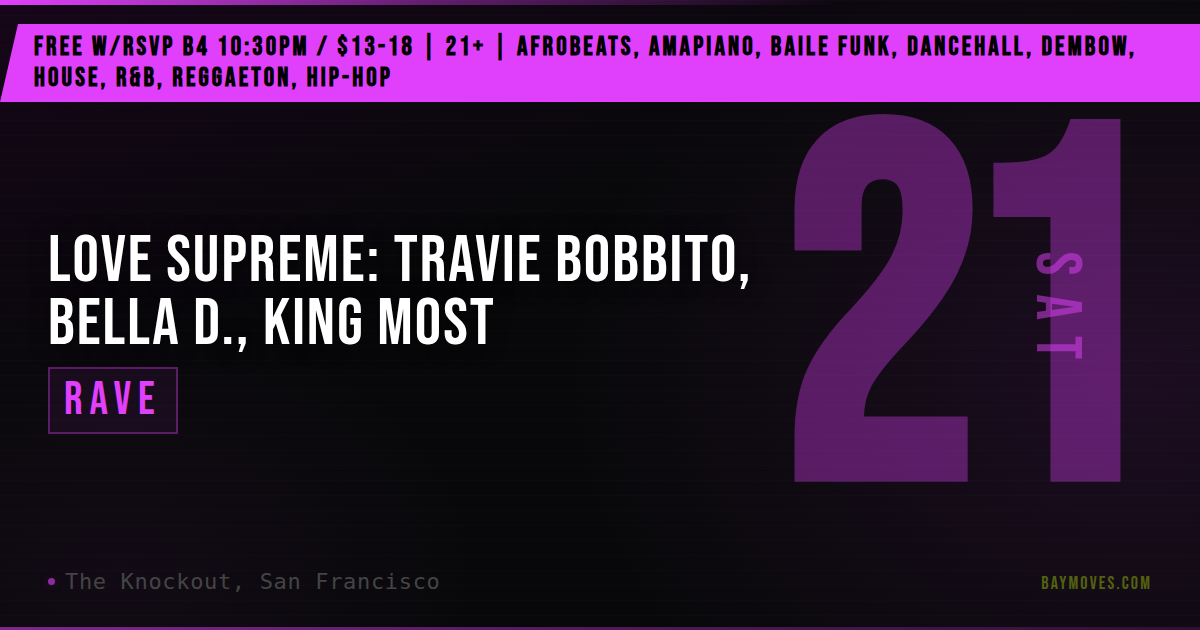 FREE W/RSVP B4 10:30PM / $13-18 | 21+ | AFROBEATS, AMAPIANO, BAILE FUNK, DANCEHALL, DEMBOW,
HOUSE, R&B, REGGAETON, HIP-HOP
21
SAT
LOVE SUPREME: TRAVIE BOBBITO,
BELLA D., KING MOST
RAVE
The Knockout, San Francisco
BAYMOVES.COM